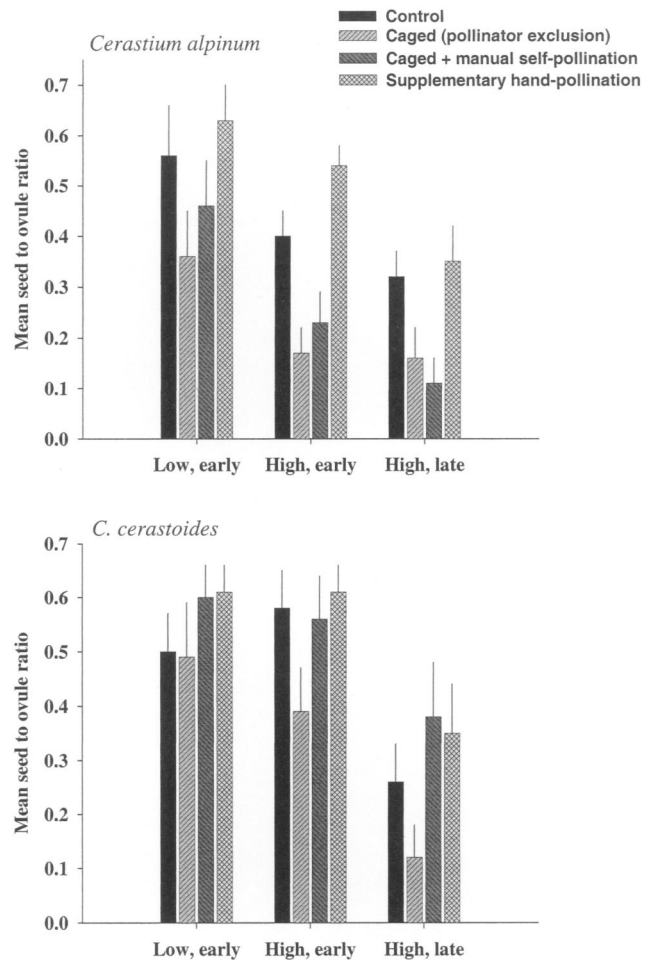 Control
Caged (pollinator exclusion)
Caged + manual self-pollination
Supplementary hand-pollination
Cerastium alpinum
Mean seed to ovule ratio
0.7
0.6
0.5
0.4
0.3
0.2
0.1
0.0
Low, early High, early High, late
C. cerastoides
Mean seed to ovule ratio
0.7
0.6
0.5
0.4
0.3
0.2
0.1
0.0
Low, early High, early High, late